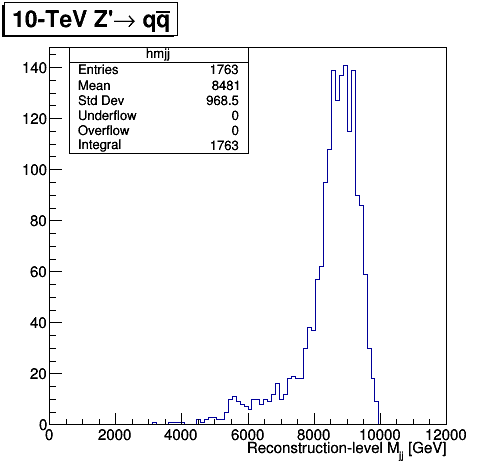 10-TeV Z'→ qq̅
hmjj
Entries 1763
Mean 8481
Std Dev 968.5
Underflow 0
Overflow 0
Integral 1763
140
120
100
80
60
40
20
0
0 2000 4000 6000 8000 10000 12000
Reconstruction-level Mjj [GeV]